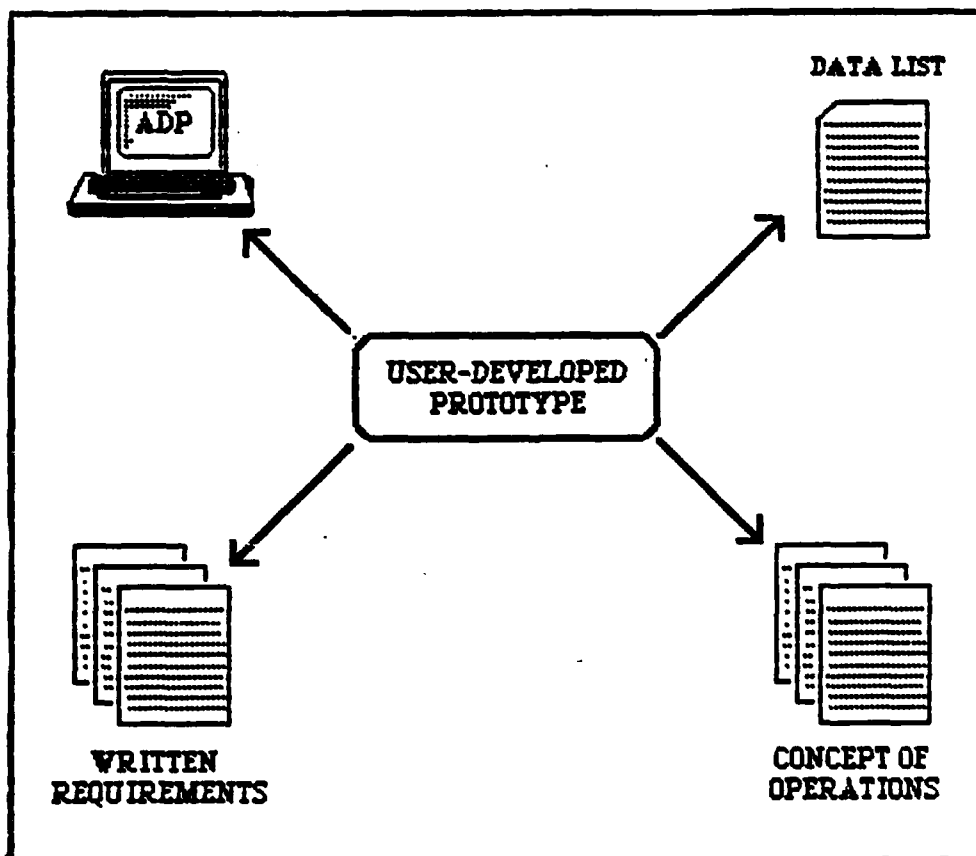 ADP
DATA LIST
USER-DEVELOPED
PROTOTYPE
WRITTEN
REQUIREMENTS
CONCEPT OF
OPERATIONS